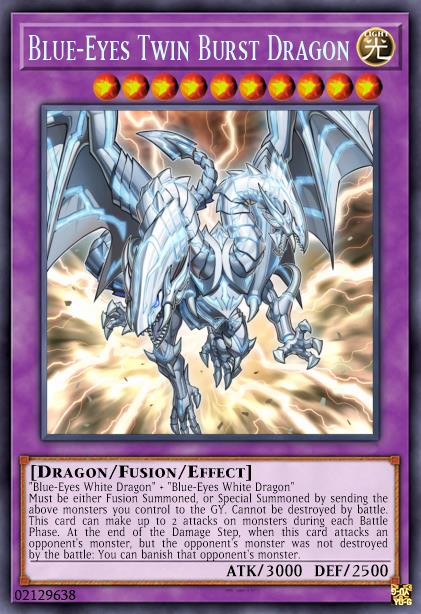 Blue-Eyes Twin Burst Dragon
LIGHT
光
[Dragon/Fusion/Effect]
"Blue-Eyes White Dragon" + "Blue-Eyes White Dragon"
Must be either Fusion Summoned, or Special Summoned by sending the
above monsters you control to the GY. Cannot be destroyed by battle.
This card can make up to 2 attacks on monsters during each Battle
Phase. At the end of the Damage Step, when this card attacks an
opponent's monster, but the opponent's monster was not destroyed
by the battle: You can banish that opponent's monster.
ATK/3000 DEF/2500
02129638